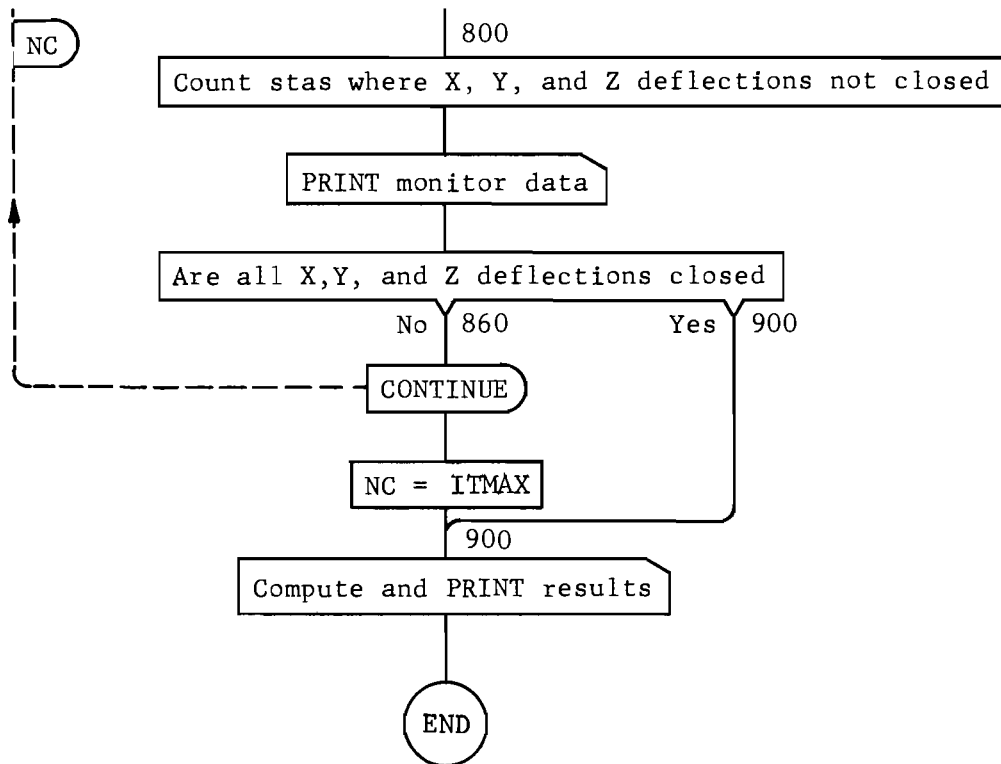 NC
800
Count stas where X, Y, and Z deflections not closed
PRINT monitor data
Are all X,Y, and Z deflections closed
No 860 Yes 900
CONTINUE
NC = ITMAX
900
Compute and PRINT results
END